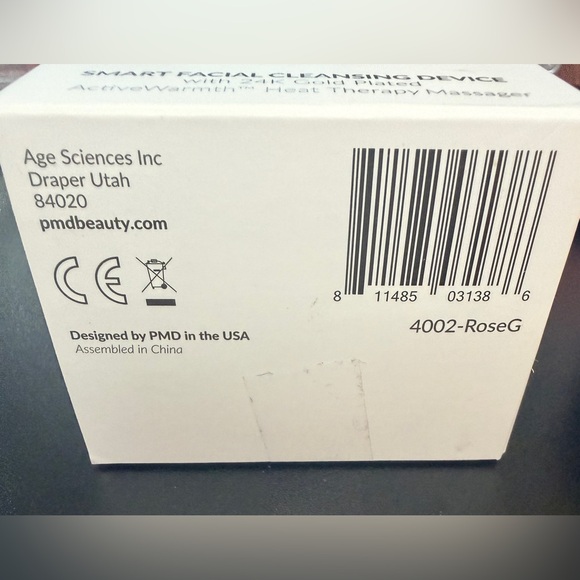 SMART FACIAL CLEANSING DEVICE
with 24K Gold Plated
ActiveWarmth™ Heat Therapy Massager
Age Sciences Inc
Draper Utah
84020
pmdbeauty.com
CE
Designed by PMD in the USA
Assembled in China
8 11485 03138 6
4002-RoseG